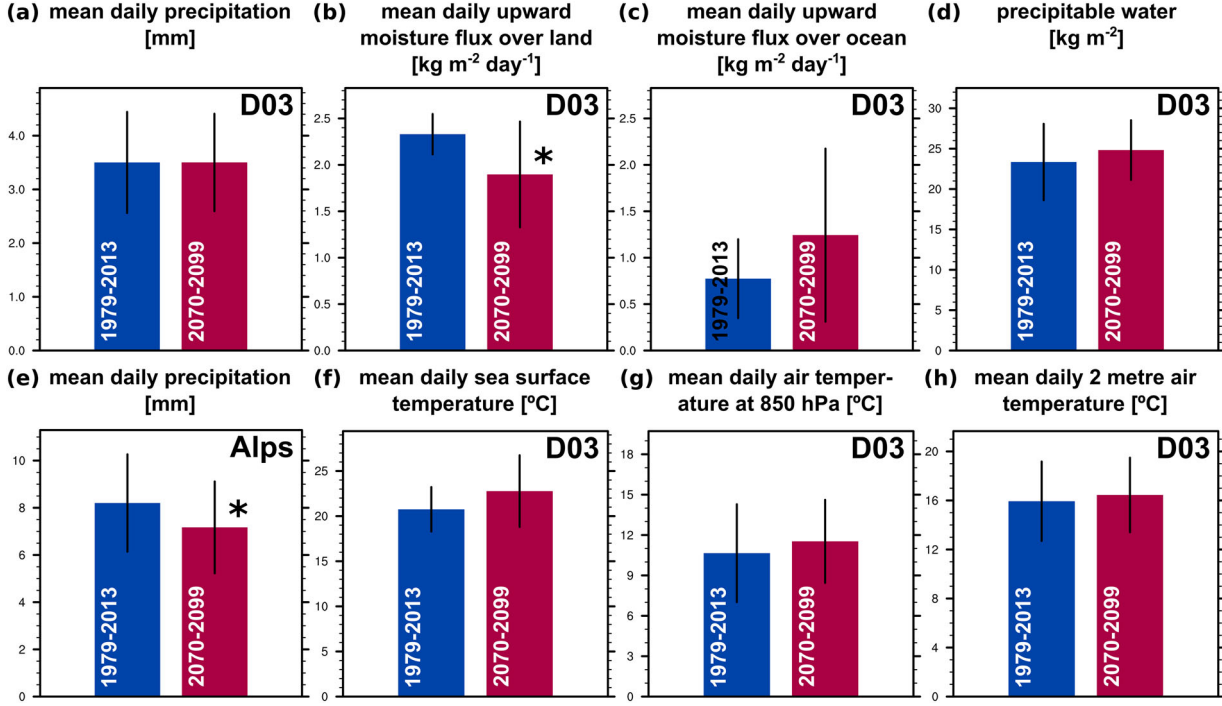 (a) mean daily precipitation
[mm]
D03
4.0
3.0
2.0
1.0
0.0
1979-2013
2070-2099
(b) mean daily upward
moisture flux over land
[kg m⁻² day⁻¹]
D03
2.5
2.0
1.5
1.0
0.5
0.0
*
1979-2013
2070-2099
(c) mean daily upward
moisture flux over ocean
[kg m⁻² day⁻¹]
D03
2.5
2.0
1.5
1.0
0.5
0.0
1979-2013
2070-2099
(d) precipitable water
[kg m⁻²]
D03
30
25
20
15
10
5
0
1979-2013
2070-2099
(e) mean daily precipitation
[mm]
Alps
10
8
6
4
2
0
*
1979-2013
2070-2099
(f) mean daily sea surface
temperature [ºC]
D03
25
20
15
10
5
0
1979-2013
2070-2099
(g) mean daily air temper-
ature at 850 hPa [ºC]
D03
18
15
12
9
6
3
0
1979-2013
2070-2099
(h) mean daily 2 metre air
temperature [ºC]
D03
20
16
12
8
4
0
1979-2013
2070-2099